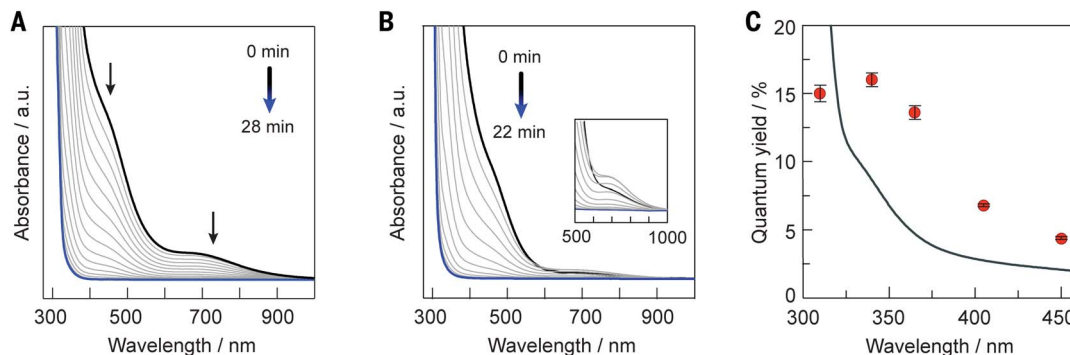 A
0 min
28 min
Absorbance / a.u.
300 500 700 900
Wavelength / nm
B
0 min
22 min
500 1000
Absorbance / a.u.
300 500 700 900
Wavelength / nm
C
20
15
10
5
0
Quantum yield / %
300 350 400 450
Wavelength / nm